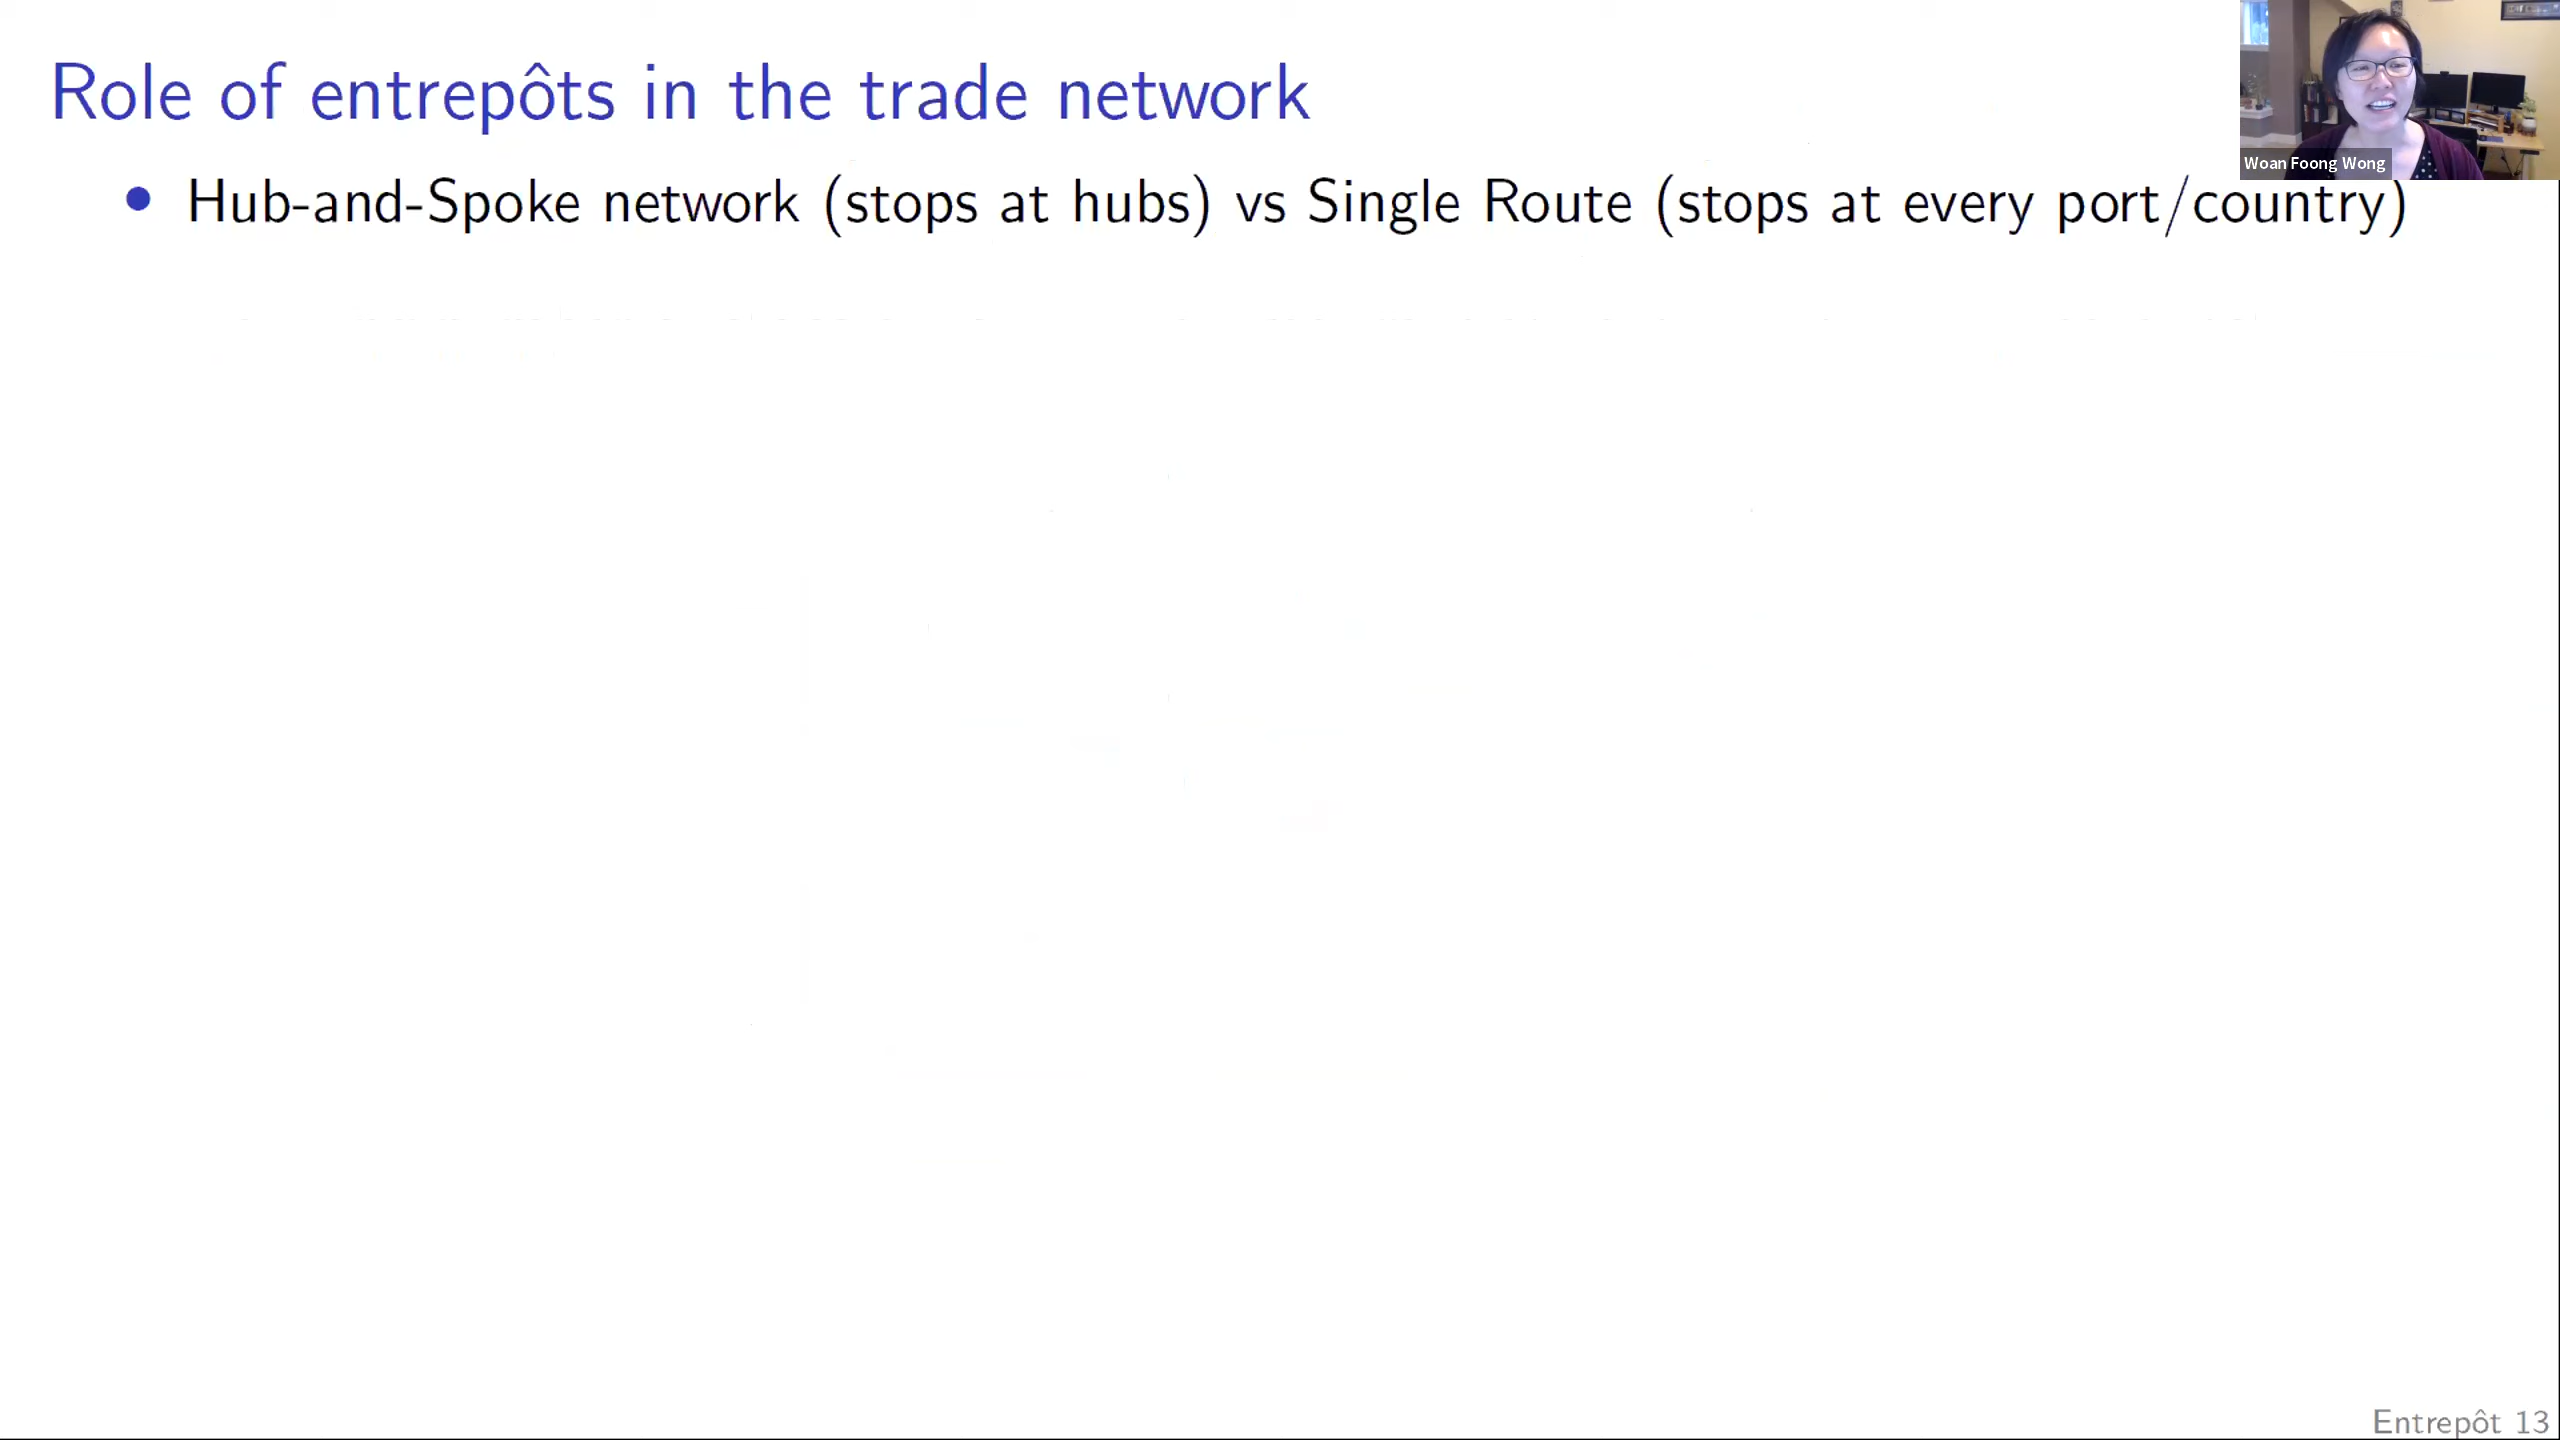 Role of entrepôts in the trade network
Woan Foong Wong
• Hub-and-Spoke network (stops at hubs) vs Single Route (stops at every port/country)
Entrepôt 13